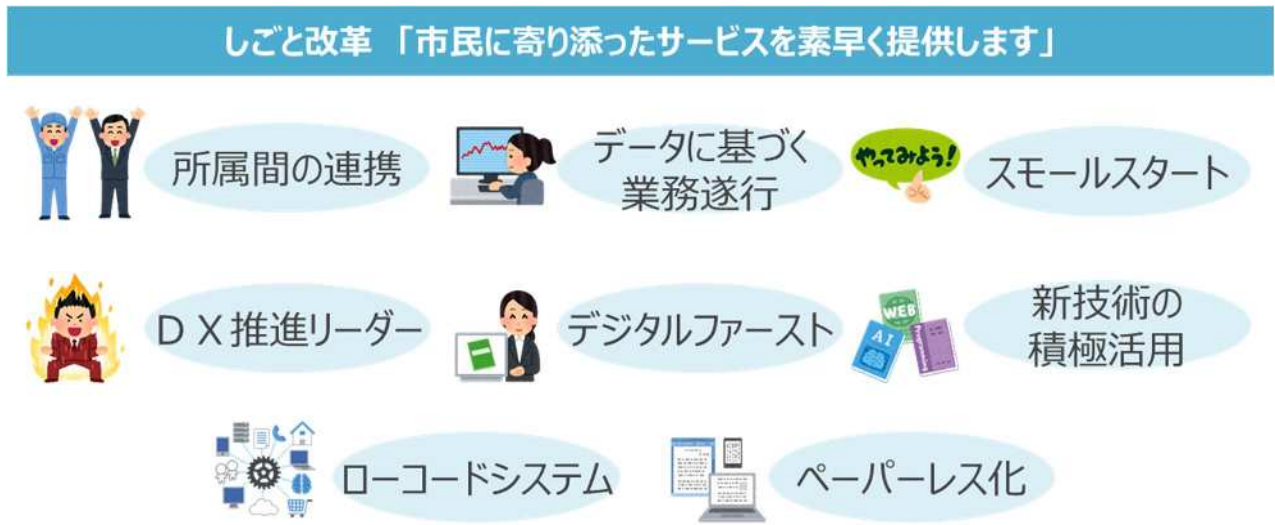 しごと改革 「市民に寄り添ったサービスを素早く提供します」
所属間の連携
データに基づく
業務遂行
やってみよう!
スモールスタート
DX推進リーダー
デジタルファースト
WEB
AI
Programming
新技術の
積極活用
ローコードシステム
ペーパーレス化